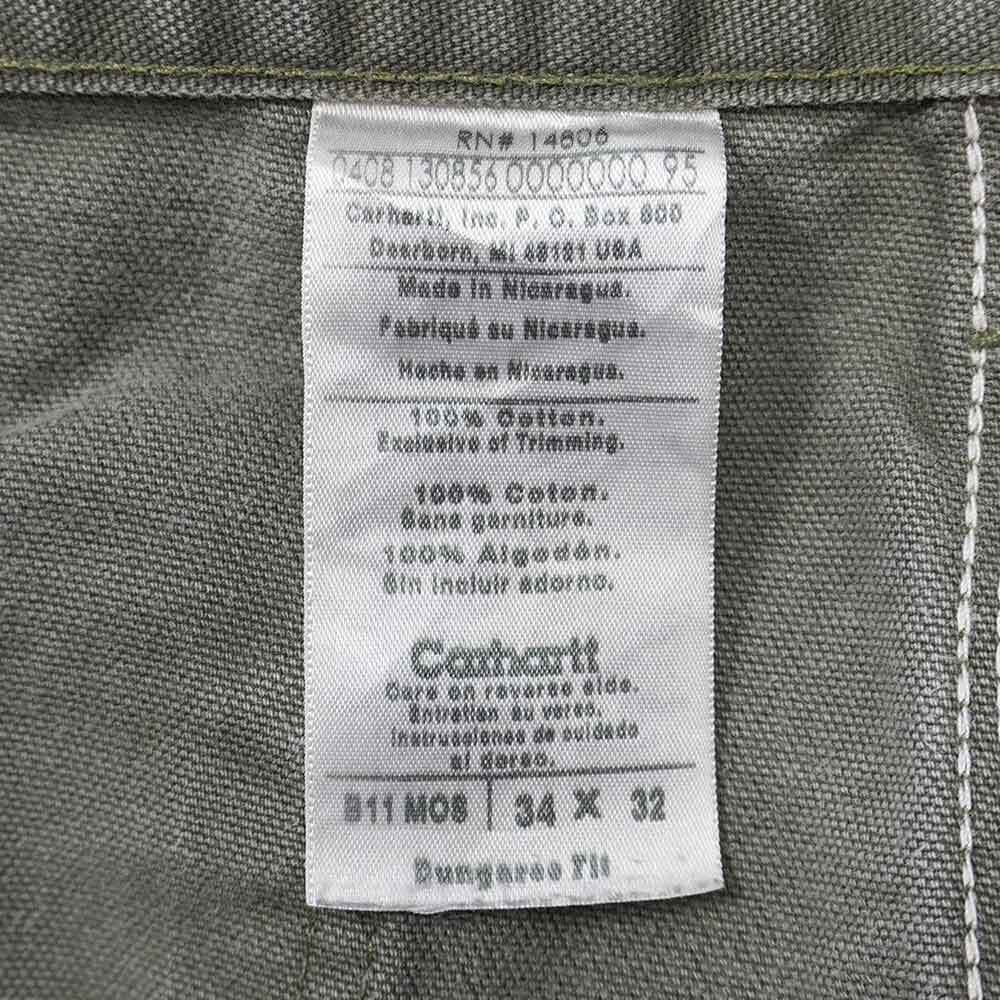 RN# 14806
0408 130856 0000000 95
Carhartt, Inc. P. O. Box 600
Dearborn, MI 48121 USA
Made in Nicaragua.
Fabriqué au Nicaragua.
Hecho en Nicaragua.
100% Cotton.
Exclusive of Trimming.
100% Coton.
Sans garniture.
100% Algodón.
Sin incluir adorno.
Carhartt
Care on reverse side.
Entretien au verso.
Instrucciones de cuidado
al dorso.
B11 MOS | 34 X 32
Dungaree Fit